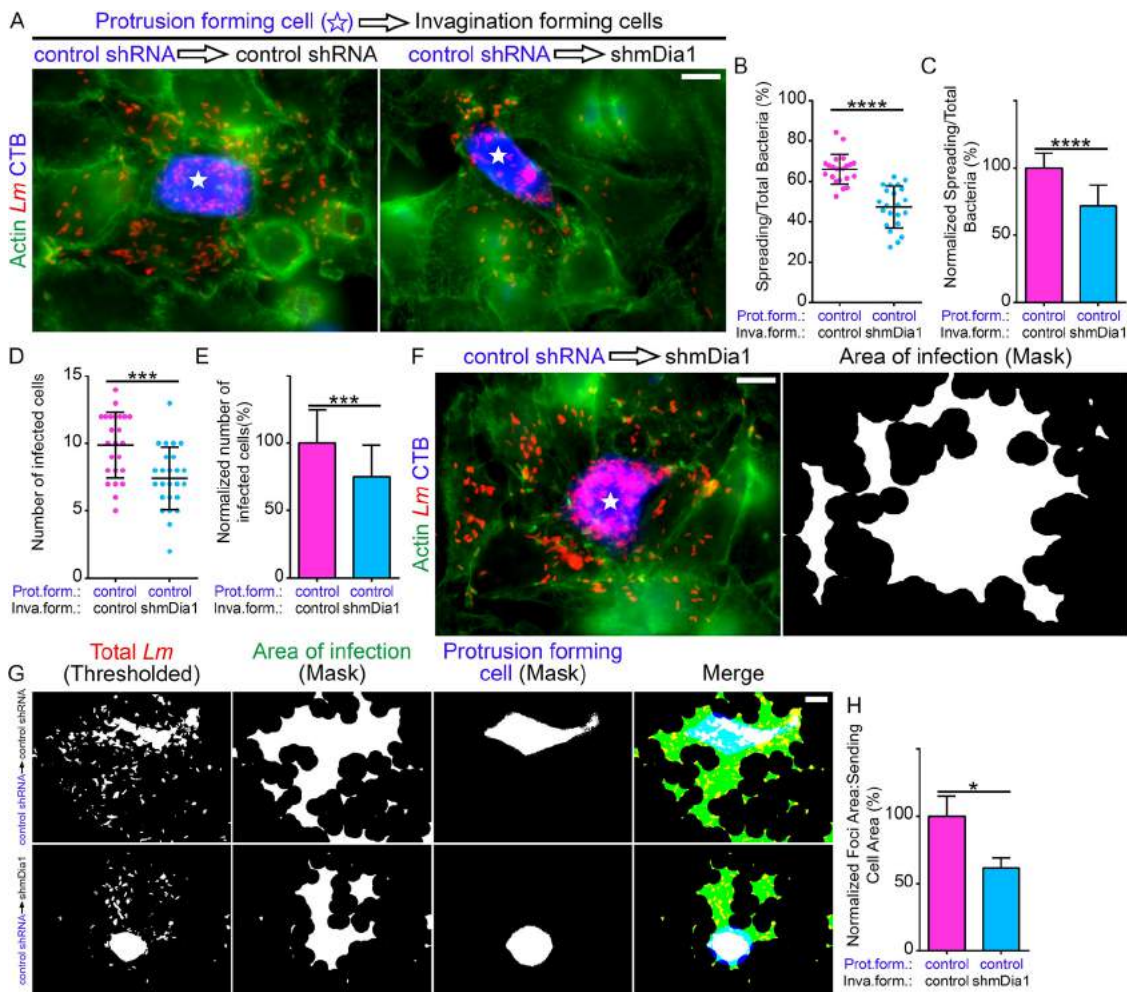 A
Protrusion forming cell (☆) ⇨ Invagination forming cells
control shRNA ⇨ control shRNA
control shRNA ⇨ shmDia1
Actin Lm CTB
B
Spreading/Total Bacteria (%)
100
80
60
40
20
0
****
Prot.form.: control control
Inva.form.: control shmDia1
C
Normalized Spreading/Total
Bacteria (%)
100
50
0
****
Prot.form.: control control
Inva.form.: control shmDia1
D
Number of infected cells
15
10
5
0
***
Prot.form.: control control
Inva.form.: control shmDia1
E
Normalized number of
infected cells(%)
100
50
0
***
Prot.form.: control control
Inva.form.: control shmDia1
F
control shRNA ⇨ shmDia1
Area of infection (Mask)
Actin Lm CTB
G
Total Lm
(Thresholded)
Area of infection
(Mask)
Protrusion forming
cell (Mask)
Merge
control shRNA→control shRNA
control shRNA→shmDia1
H
Normalized Foci Area:Sending
Cell Area (%)
100
50
0
*
Prot.form.: control control
Inva.form.: control shmDia1